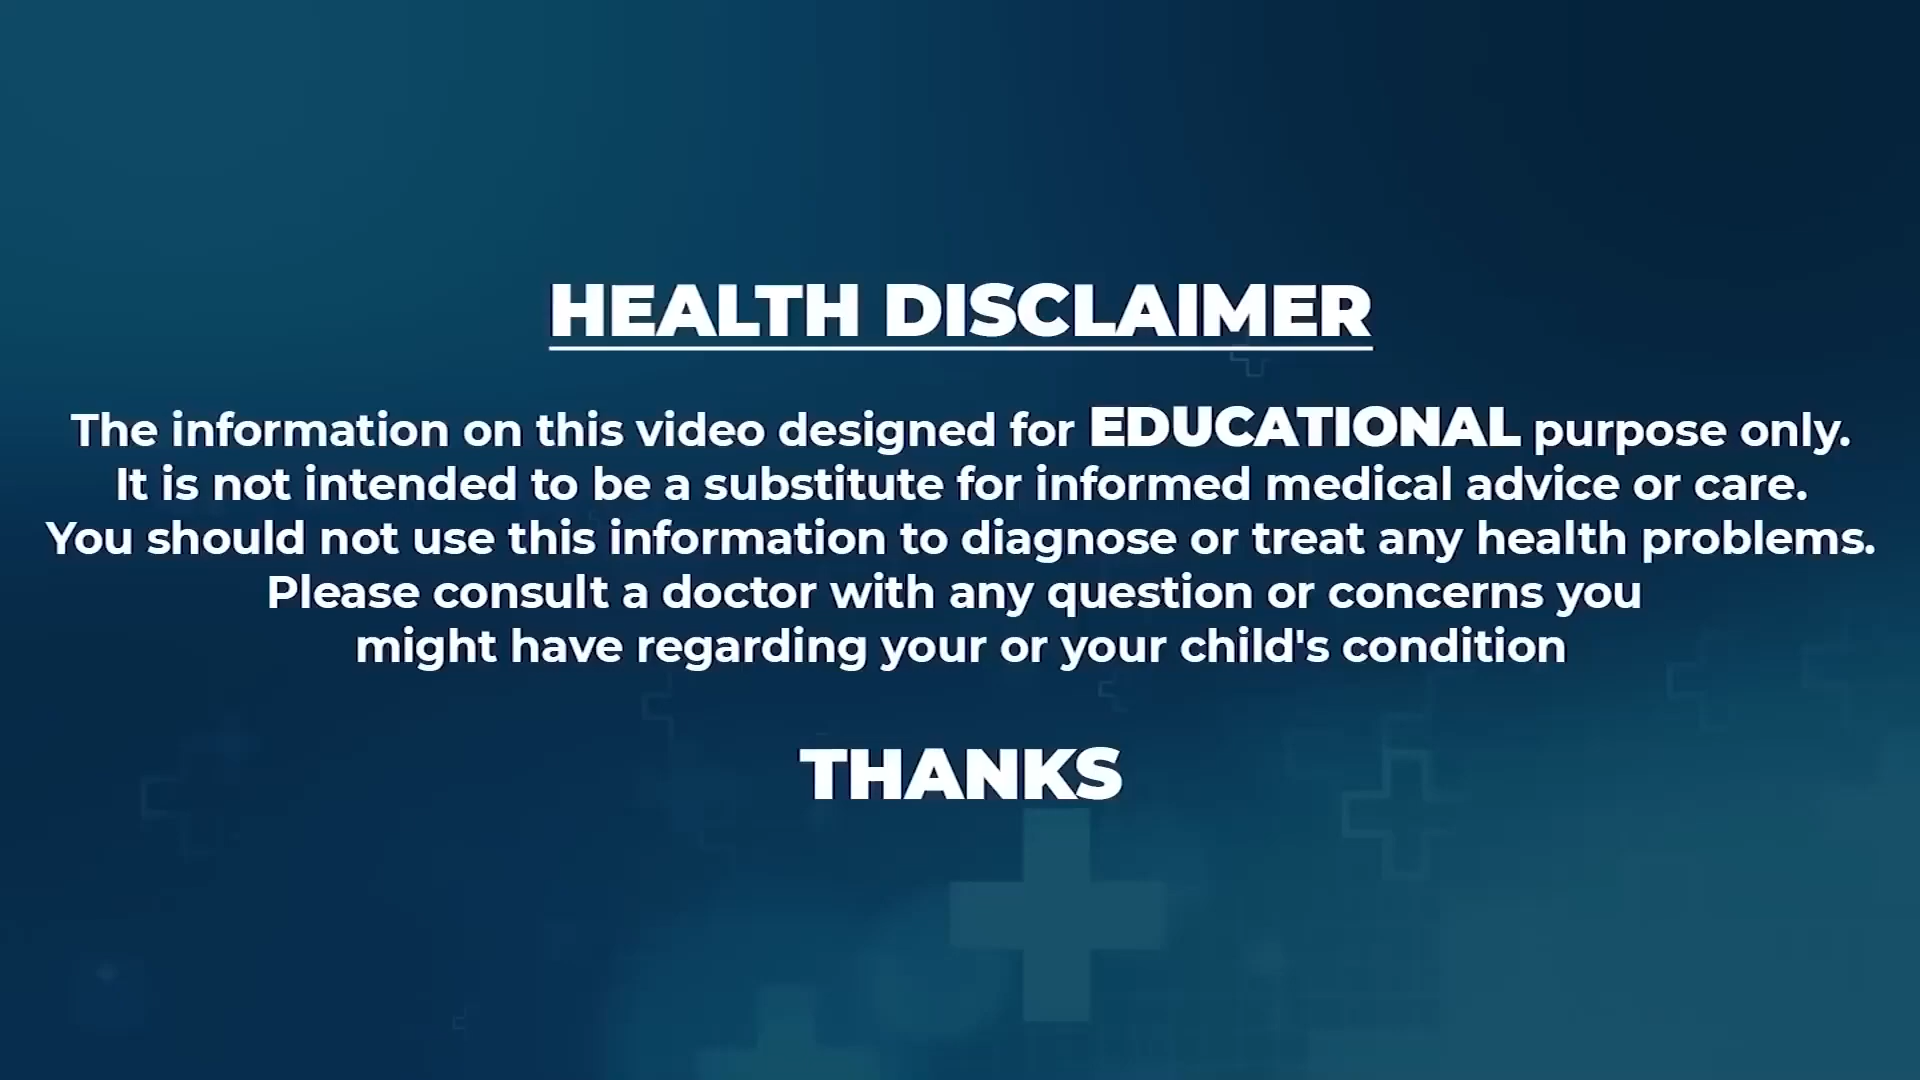 HEALTH DISCLAIMER
The information on this video designed for EDUCATIONAL purpose only.
It is not intended to be a substitute for informed medical advice or care.
You should not use this information to diagnose or treat any health problems.
Please consult a doctor with any question or concerns you
might have regarding your or your child's condition
THANKS